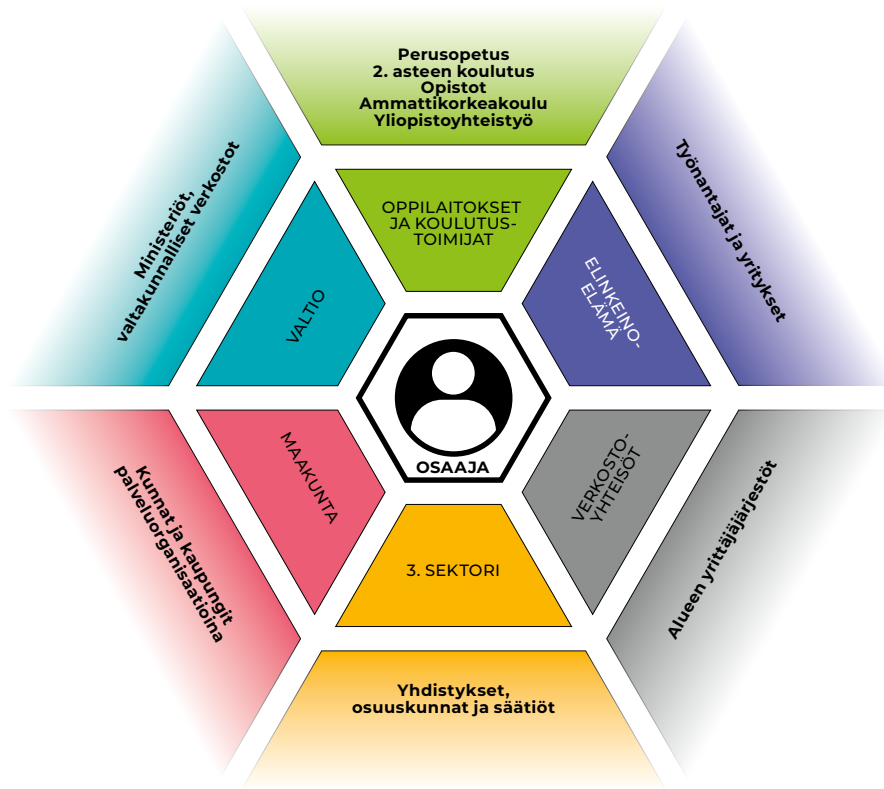 Perusopetus
2. asteen koulutus
Opistot
Ammattikorkeakoulu
Yliopistoyhteistyö
OPPILAITOKSET
JA KOULUTUS-
TOIMIJAT
Työnantajat ja yritykset
ELINKEINO-
ELÄMÄ
Alueen yrittäjäjärjestöt
VERKOSTO-
YHTEISÖT
3. SEKTORI
Yhdistykset,
osuuskunnat ja säätiöt
Kunnat ja kaupungit
palveluorganisaatioina
MAAKUNTA
Ministeriöt,
valtakunnalliset verkostot
VALTIO
OSAAJA